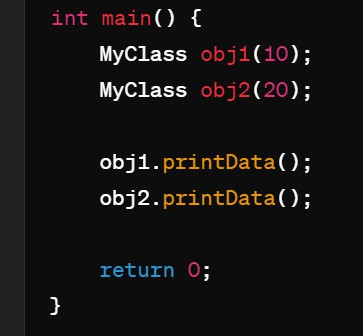 int main() {
    MyClass obj1(10);
    MyClass obj2(20);

    obj1.printData();
    obj2.printData();

    return 0;
}